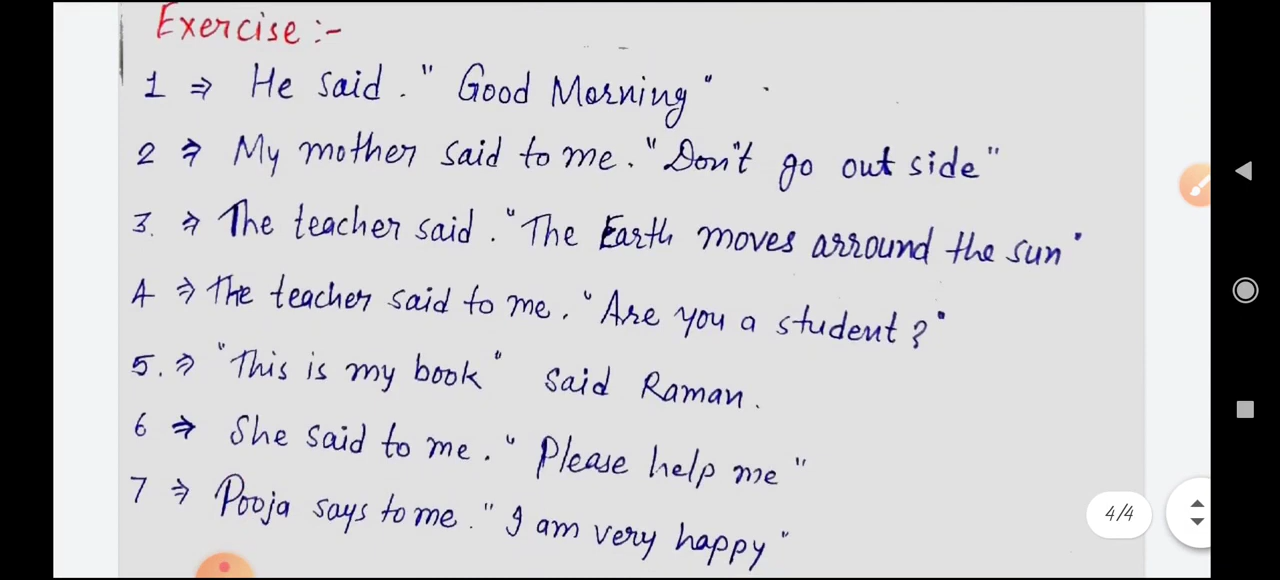 Exercise :-
1 ⇒ He said . " Good Morning "
2 ⇒ My mother said to me . " Don't go out side "
3. ⇒ The teacher said . " The Earth moves arround the sun "
4 ⇒ The teacher said to me . " Are you a student ? "
5. ⇒ " This is my book " said Raman .
6 ⇒ She said to me . " Please help me "
7 ⇒ Pooja says to me . " I am very happy "
4/4